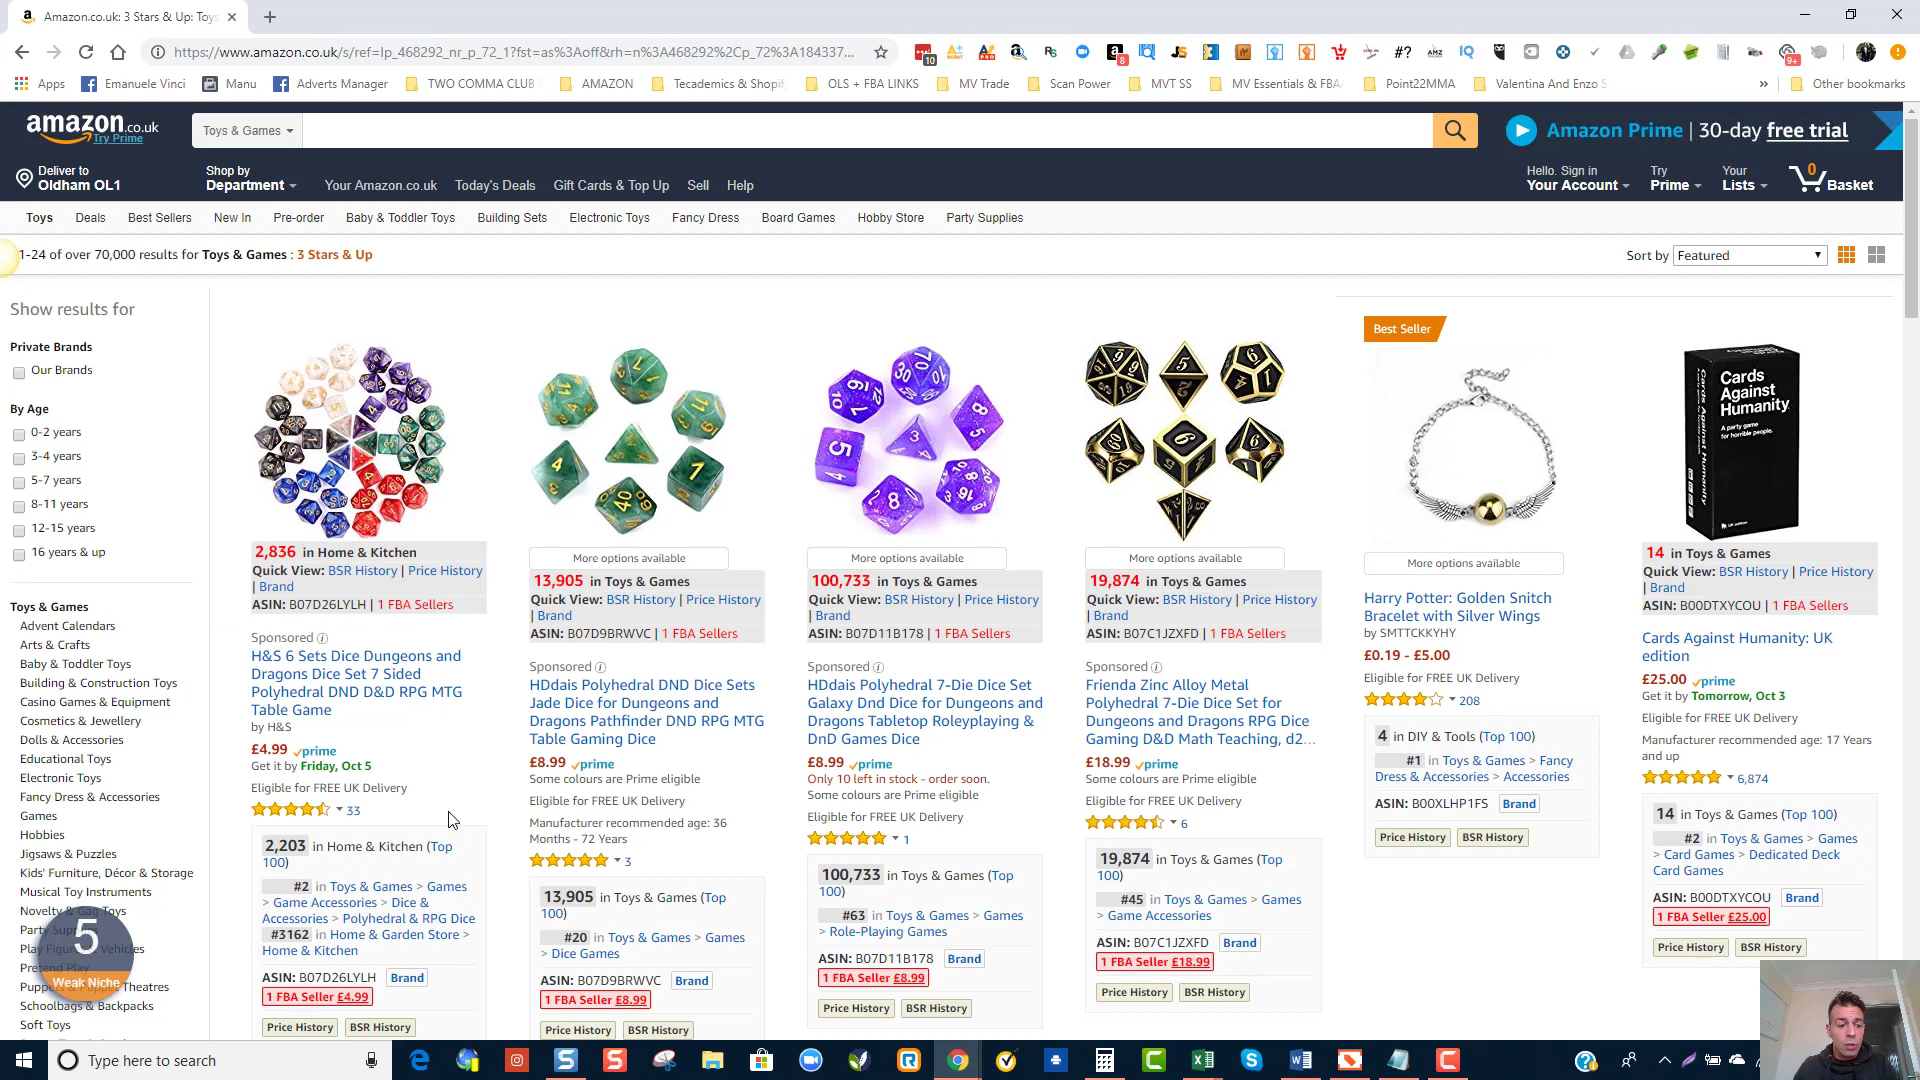 Amazon.co.uk: 3 Stars & Up: Toys
https://www.amazon.co.uk/s/ref=lp_468292_nr_p_72_1?fst=as%3Aoff&rh=n%3A468292%2Cp_72%3A184337...
Apps
Emanuele Vinci
Manu
Adverts Manager
TWO COMMA CLUB
AMAZON
Tecademics & Shopif
OLS + FBA LINKS
MV Trade
Scan Power
MVT SS
MV Essentials & FBA
Point22MMA
Valentina And Enzo S
Other bookmarks
amazon.co.uk
Try Prime
Toys & Games
Amazon Prime | 30-day free trial
Deliver to
Oldham OL1
Shop by
Department
Your Amazon.co.uk
Today's Deals
Gift Cards & Top Up
Sell
Help
Hello. Sign in
Your Account
Try
Prime
Your
Lists
0
Basket
Toys
Deals
Best Sellers
New In
Pre-order
Baby & Toddler Toys
Building Sets
Electronic Toys
Fancy Dress
Board Games
Hobby Store
Party Supplies
1-24 of over 70,000 results for Toys & Games : 3 Stars & Up
Sort by
Featured
Show results for
Private Brands
Our Brands
By Age
0-2 years
3-4 years
5-7 years
8-11 years
12-15 years
16 years & up
Toys & Games
Advent Calendars
Arts & Crafts
Baby & Toddler Toys
Building & Construction Toys
Casino Games & Equipment
Cosmetics & Jewellery
Dolls & Accessories
Educational Toys
Electronic Toys
Fancy Dress & Accessories
Games
Hobbies
Jigsaws & Puzzles
Kids' Furniture, Décor & Storage
Musical Toy Instruments
Novelty & Gag Toys
Party Supplies
Play Figures & Vehicles
Pretend Play
Puppets & Puppet Theatres
Schoolbags & Backpacks
Soft Toys
5
Weak Niche
2,836 in Home & Kitchen
Quick View: BSR History | Price History
| Brand
ASIN: B07D26LYLH | 1 FBA Sellers
Sponsored
H&S 6 Sets Dice Dungeons and
Dragons Dice Set 7 Sided
Polyhedral DND D&D RPG MTG
Table Game
by H&S
£4.99 prime
Get it by Friday, Oct 5
Eligible for FREE UK Delivery
33
2,203 in Home & Kitchen (Top
100)
#2 in Toys & Games > Games
> Game Accessories > Dice &
Accessories > Polyhedral & RPG Dice
#3162 in Home & Garden Store >
Home & Kitchen
ASIN: B07D26LYLH Brand
1 FBA Seller £4.99
Price History BSR History
More options available
13,905 in Toys & Games
Quick View: BSR History | Price History
| Brand
ASIN: B07D9BRWVC | 1 FBA Sellers
Sponsored
HDdais Polyhedral DND Dice Sets
Jade Dice for Dungeons and
Dragons Pathfinder DND RPG MTG
Table Gaming Dice
£8.99 prime
Some colours are Prime eligible
Eligible for FREE UK Delivery
Manufacturer recommended age: 36
Months - 72 Years
3
13,905 in Toys & Games (Top
100)
#20 in Toys & Games > Games
> Dice Games
ASIN: B07D9BRWVC Brand
1 FBA Seller £8.99
Price History BSR History
More options available
100,733 in Toys & Games
Quick View: BSR History | Price History
| Brand
ASIN: B07D11B178 | 1 FBA Sellers
Sponsored
HDdais Polyhedral 7-Die Dice Set
Galaxy Dnd Dice for Dungeons and
Dragons Tabletop Roleplaying &
DnD Games Dice
£8.99 prime
Only 10 left in stock - order soon.
Some colours are Prime eligible
Eligible for FREE UK Delivery
1
100,733 in Toys & Games (Top
100)
#63 in Toys & Games > Games
> Role-Playing Games
ASIN: B07D11B178 Brand
1 FBA Seller £8.99
Price History BSR History
More options available
19,874 in Toys & Games
Quick View: BSR History | Price History
| Brand
ASIN: B07C1JZXFD | 1 FBA Sellers
Sponsored
Frienda Zinc Alloy Metal
Polyhedral 7-Die Dice Set for
Dungeons and Dragons RPG Dice
Gaming D&D Math Teaching, d2...
£18.99 prime
Some colours are Prime eligible
Eligible for FREE UK Delivery
6
19,874 in Toys & Games (Top
100)
#45 in Toys & Games > Games
> Game Accessories
ASIN: B07C1JZXFD Brand
1 FBA Seller £18.99
Price History BSR History
Best Seller
More options available
Harry Potter: Golden Snitch
Bracelet with Silver Wings
by SMTTCKKYHY
£0.19 - £5.00
Eligible for FREE UK Delivery
208
4 in DIY & Tools (Top 100)
#1 in Toys & Games > Fancy
Dress & Accessories > Accessories
ASIN: B00XLHP1FS Brand
Price History BSR History
Cards
Against
Humanity
A party game
for horrible people.
14 in Toys & Games
Quick View: BSR History | Price History
| Brand
ASIN: B00DTXYCOU | 1 FBA Sellers
Cards Against Humanity: UK
edition
£25.00 prime
Get it by Tomorrow, Oct 3
Eligible for FREE UK Delivery
Manufacturer recommended age: 17 Years
and up
6,874
14 in Toys & Games (Top 100)
#2 in Toys & Games > Games
> Card Games > Dedicated Deck
Card Games
ASIN: B00DTXYCOU Brand
1 FBA Seller £25.00
Price History BSR History
Type here to search